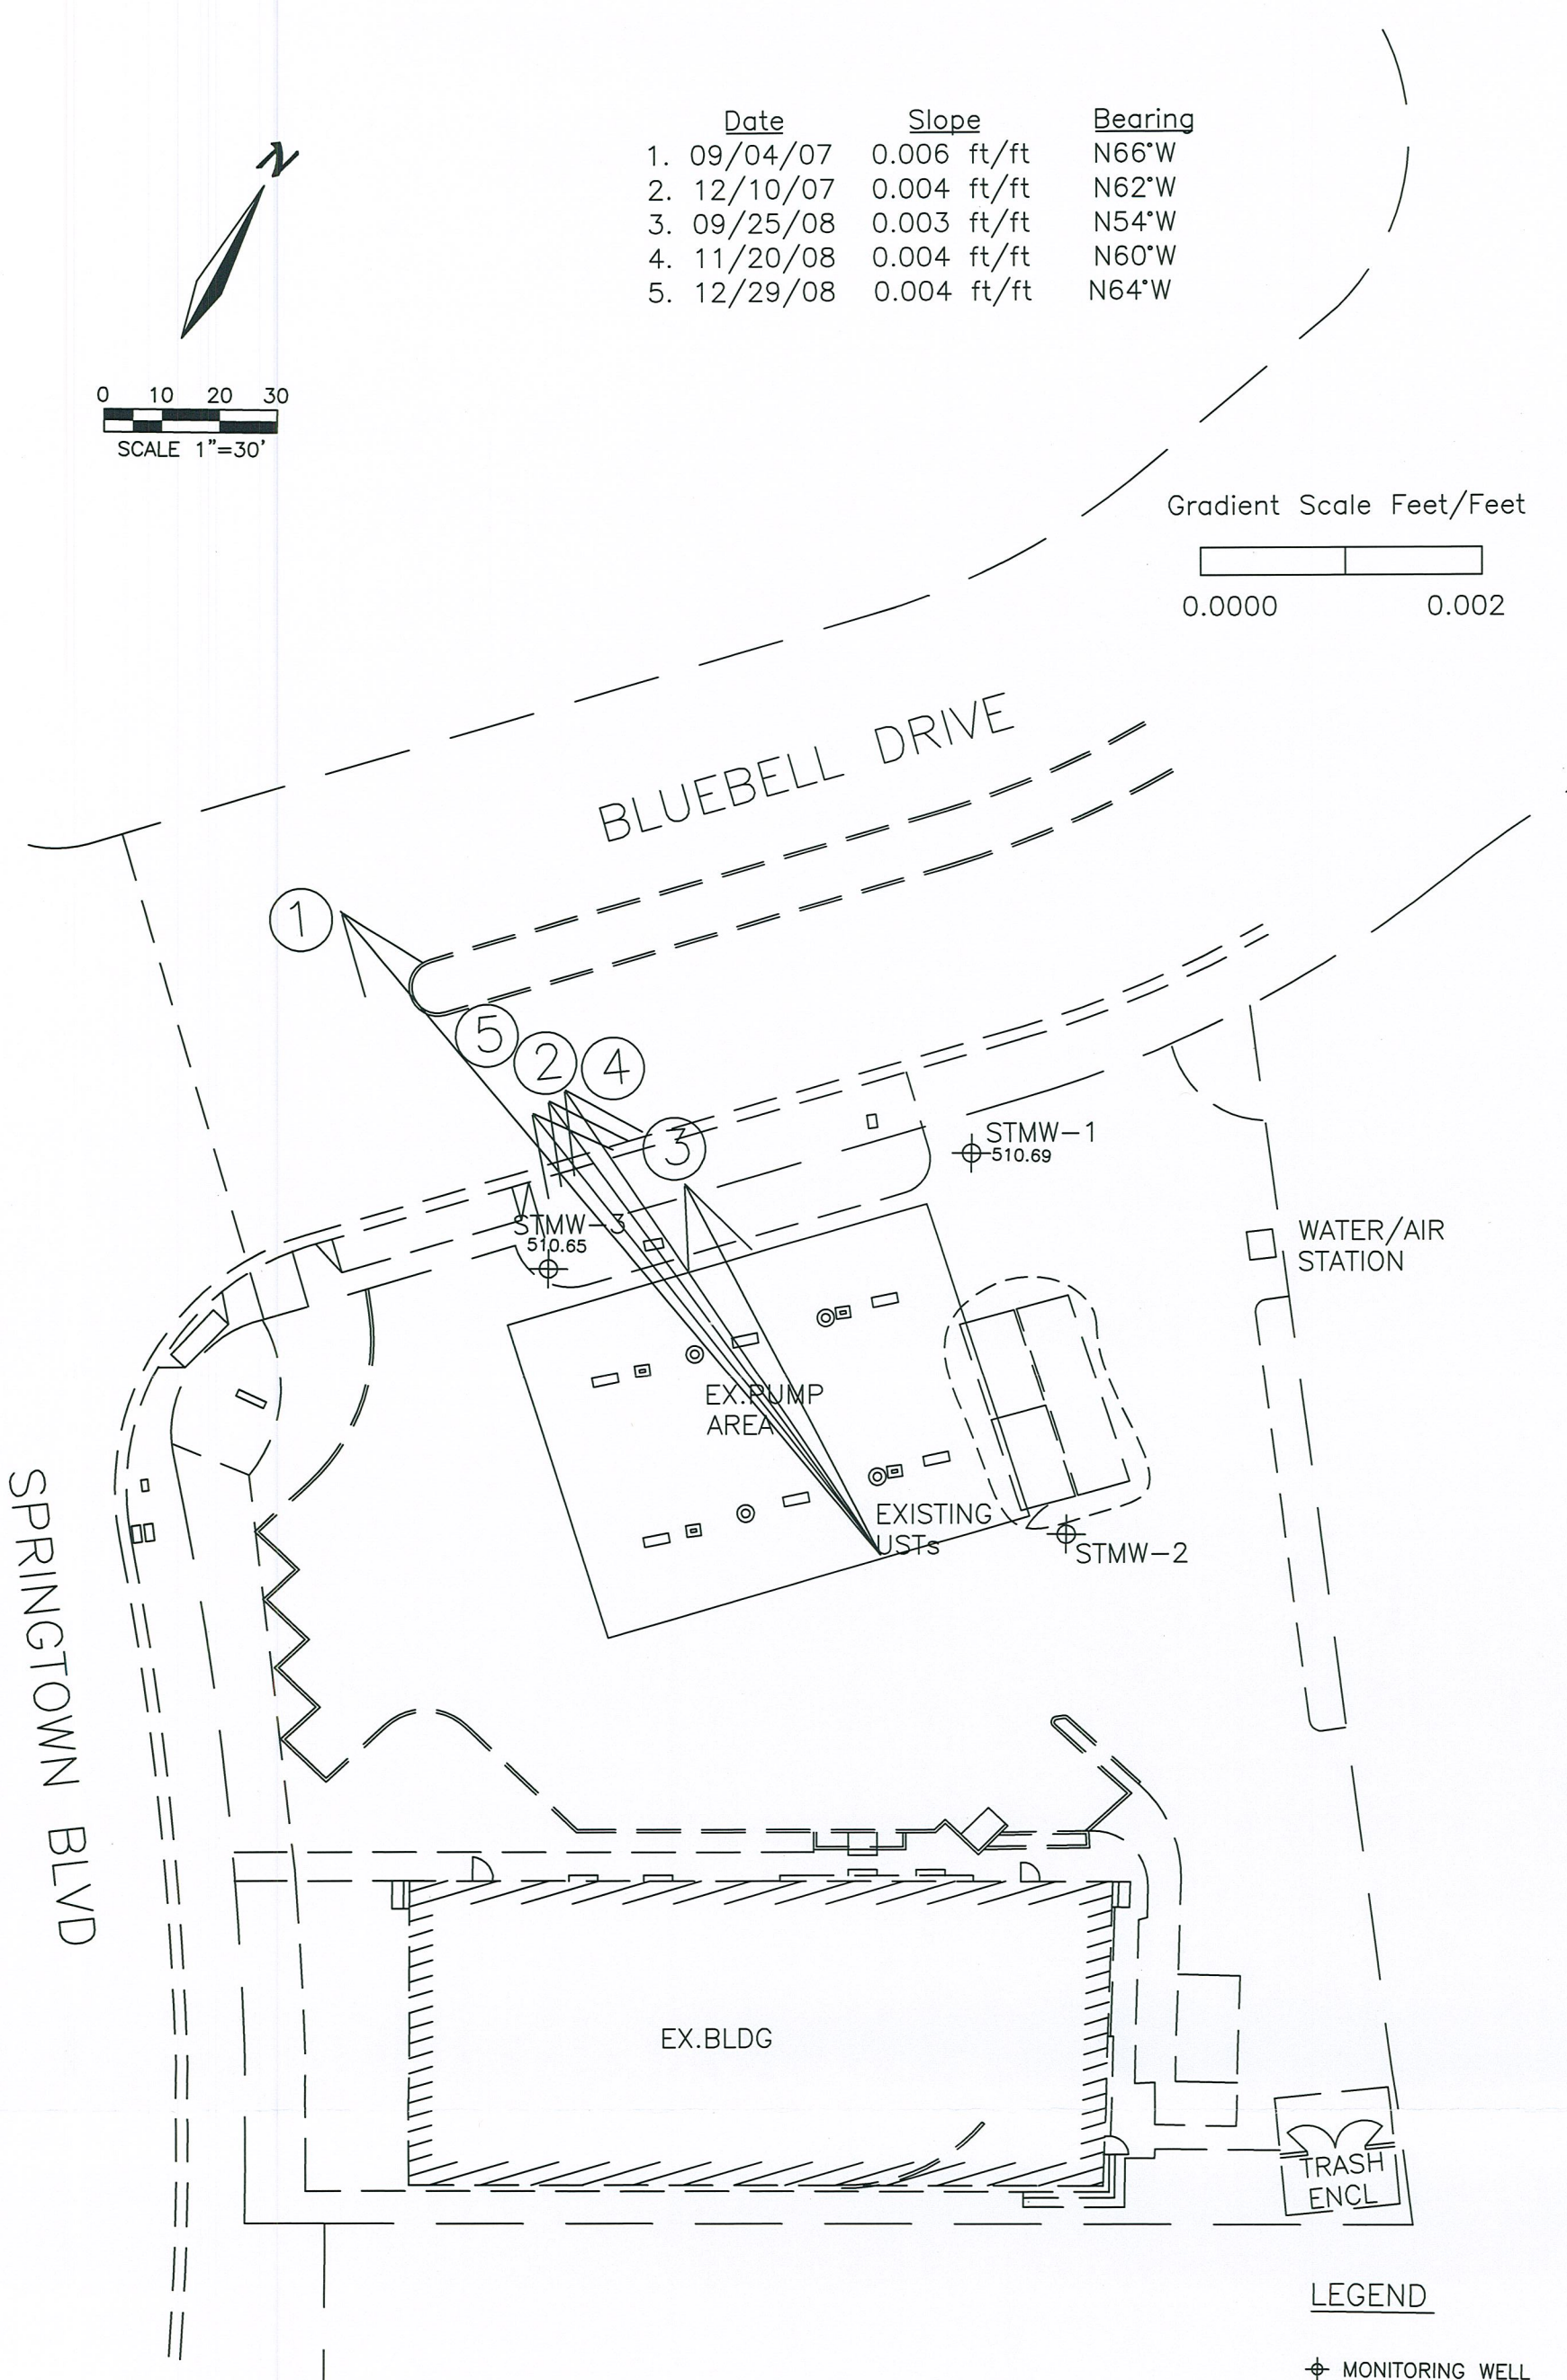 Date Slope Bearing
1. 09/04/07 0.006 ft/ft N66°W
2. 12/10/07 0.004 ft/ft N62°W
3. 09/25/08 0.003 ft/ft N54°W
4. 11/20/08 0.004 ft/ft N60°W
5. 12/29/08 0.004 ft/ft N64°W
N
0 10 20 30
SCALE 1"=30'
Gradient Scale Feet/Feet
0.0000 0.002
BLUEBELL DRIVE
1
5
2
4
3
STMW-1
510.69
STMW-3
510.65
WATER/AIR
STATION
EX.PUMP
AREA
EXISTING
USTs
STMW-2
SPRINGTOWN BLVD
EX.BLDG
TRASH
ENCL
LEGEND
MONITORING WELL